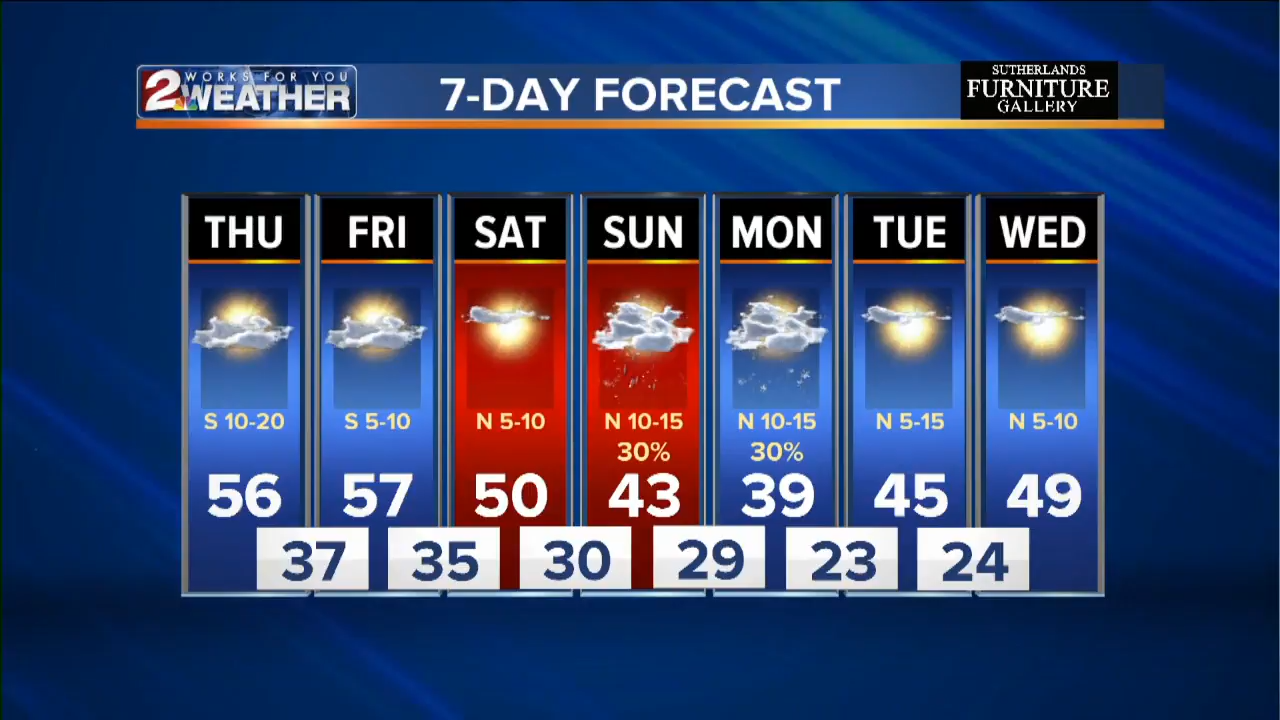 2 WORKS FOR YOU
WEATHER
7-DAY FORECAST
SUTHERLANDS
FURNITURE
GALLERY
THU FRI SAT SUN MON TUE WED
S 10-20 S 5-10 N 5-10 N 10-15 N 10-15 N 5-15 N 5-10
30% 30%
56 57 50 43 39 45 49
37 35 30 29 23 24